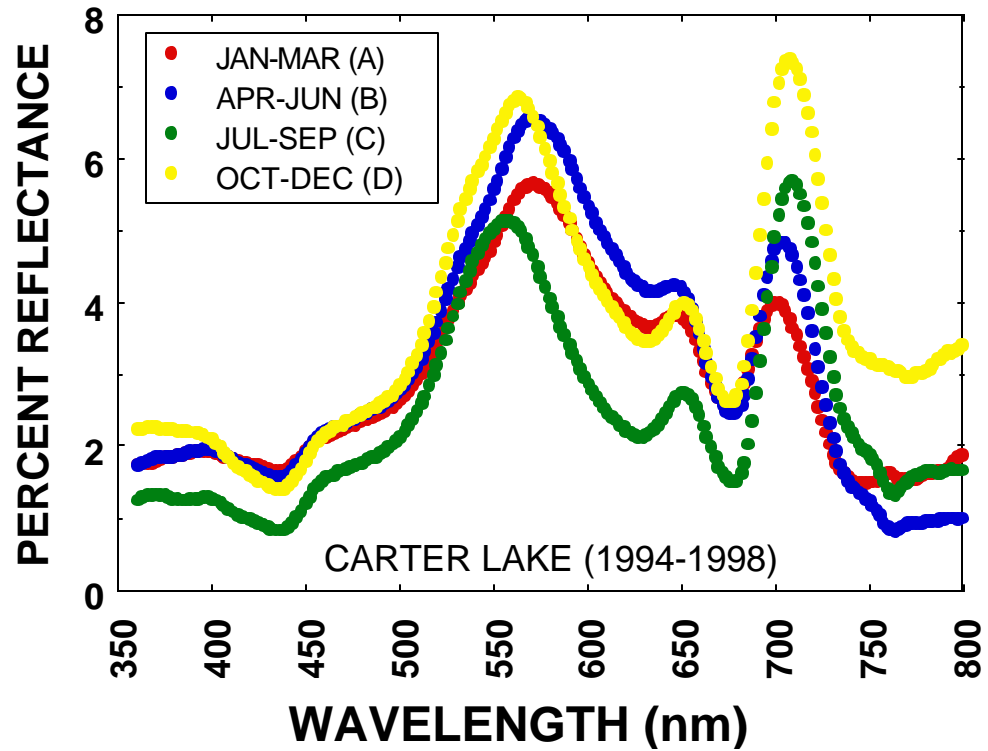 PERCENT REFLECTANCE
8
6
4
2
0
JAN-MAR (A)
APR-JUN (B)
JUL-SEP (C)
OCT-DEC (D)
CARTER LAKE (1994-1998)
350
400
450
500
550
600
650
700
750
800
WAVELENGTH (nm)